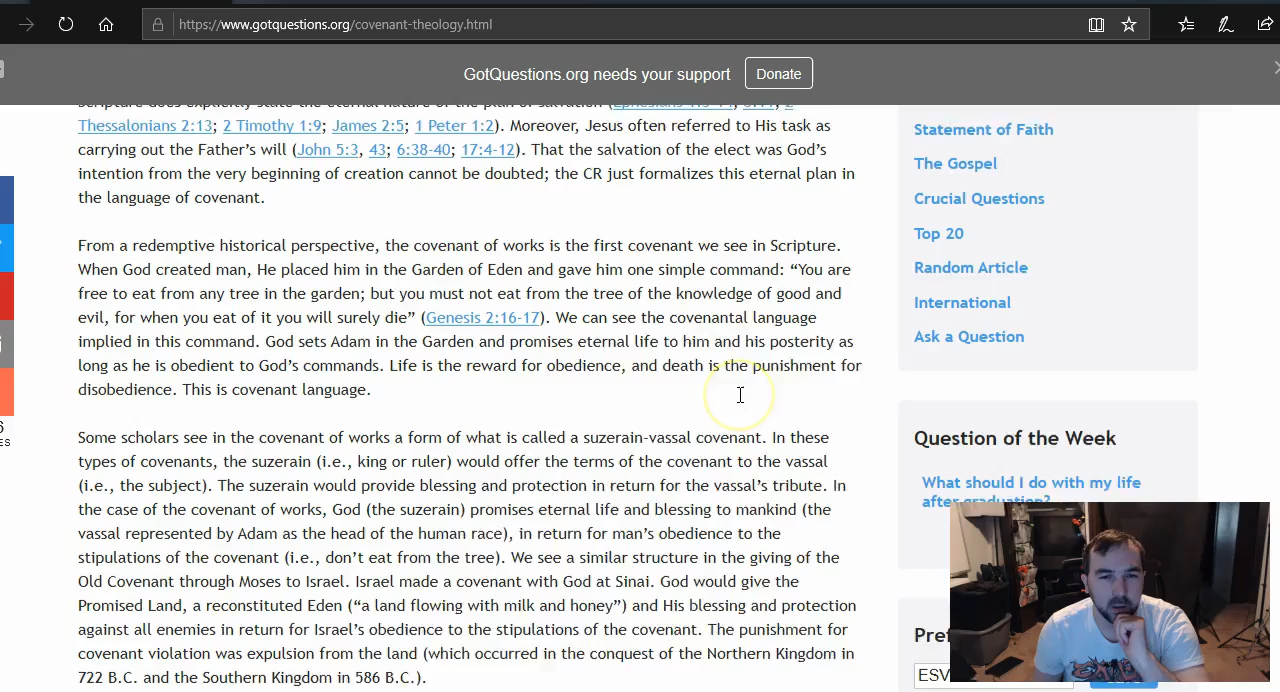 https://www.gotquestions.org/covenant-theology.html
GotQuestions.org needs your support
Donate
Scripture does explicitly state the eternal nature of the plan of salvation (
Thessalonians 2:13; 2 Timothy 1:9; James 2:5; 1 Peter 1:2). Moreover, Jesus often referred to His task as
carrying out the Father’s will (John 5:3, 43; 6:38-40; 17:4-12). That the salvation of the elect was God’s
intention from the very beginning of creation cannot be doubted; the CR just formalizes this eternal plan in
the language of covenant.
From a redemptive historical perspective, the covenant of works is the first covenant we see in Scripture.
When God created man, He placed him in the Garden of Eden and gave him one simple command: “You are
free to eat from any tree in the garden; but you must not eat from the tree of the knowledge of good and
evil, for when you eat of it you will surely die” (Genesis 2:16-17). We can see the covenantal language
implied in this command. God sets Adam in the Garden and promises eternal life to him and his posterity as
long as he is obedient to God’s commands. Life is the reward for obedience, and death is the punishment for
disobedience. This is covenant language.
Some scholars see in the covenant of works a form of what is called a suzerain-vassal covenant. In these
types of covenants, the suzerain (i.e., king or ruler) would offer the terms of the covenant to the vassal
(i.e., the subject). The suzerain would provide blessing and protection in return for the vassal’s tribute. In
the case of the covenant of works, God (the suzerain) promises eternal life and blessing to mankind (the
vassal represented by Adam as the head of the human race), in return for man’s obedience to the
stipulations of the covenant (i.e., don’t eat from the tree). We see a similar structure in the giving of the
Old Covenant through Moses to Israel. Israel made a covenant with God at Sinai. God would give the
Promised Land, a reconstituted Eden (“a land flowing with milk and honey”) and His blessing and protection
against all enemies in return for Israel’s obedience to the stipulations of the covenant. The punishment for
covenant violation was expulsion from the land (which occurred in the conquest of the Northern Kingdom in
722 B.C. and the Southern Kingdom in 586 B.C.).
Statement of Faith
The Gospel
Crucial Questions
Top 20
Random Article
International
Ask a Question
Question of the Week
What should I do with my life
after graduation?
ESV